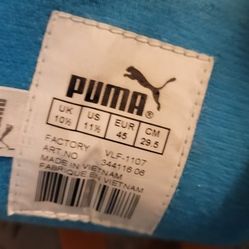 PUMA
UK US EUR CM
10½ 11½ 45 29.5
FACTORY VLF-1107
ART NO 344116 06
MADE IN VIETNAM
FABRIQUE EN VIETNAM